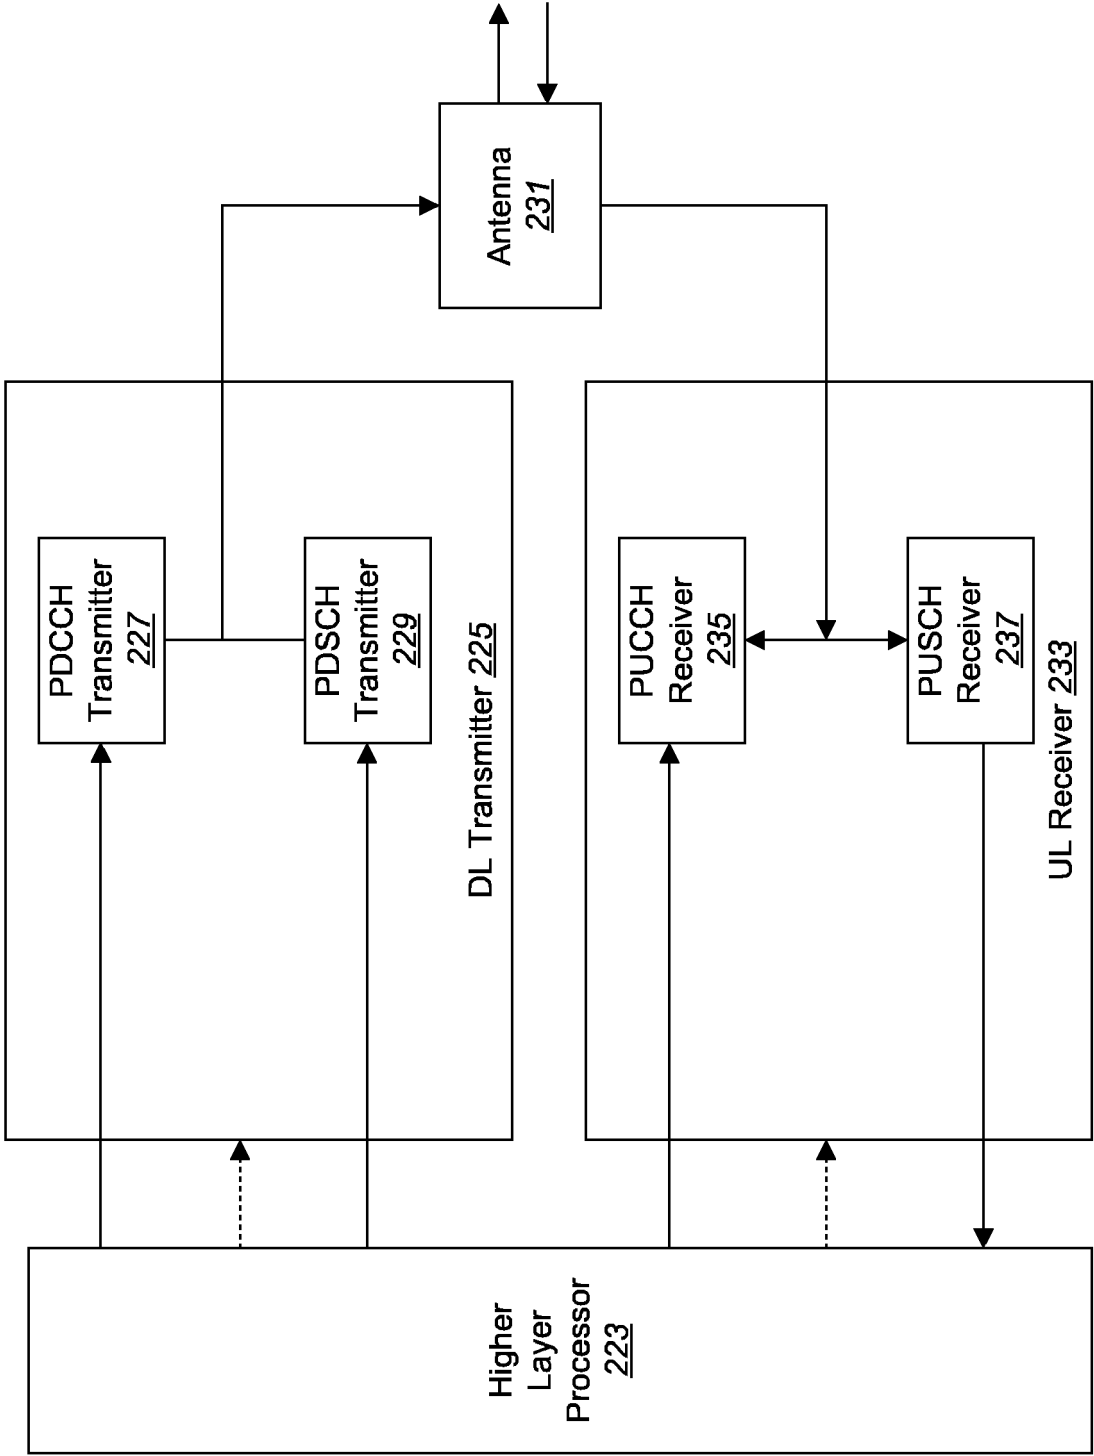 Higher
Layer
Processor
223
PDCCH
Transmitter
227
PDSCH
Transmitter
229
DL Transmitter 225
PUCCH
Receiver
235
PUSCH
Receiver
237
UL Receiver 233
Antenna
231